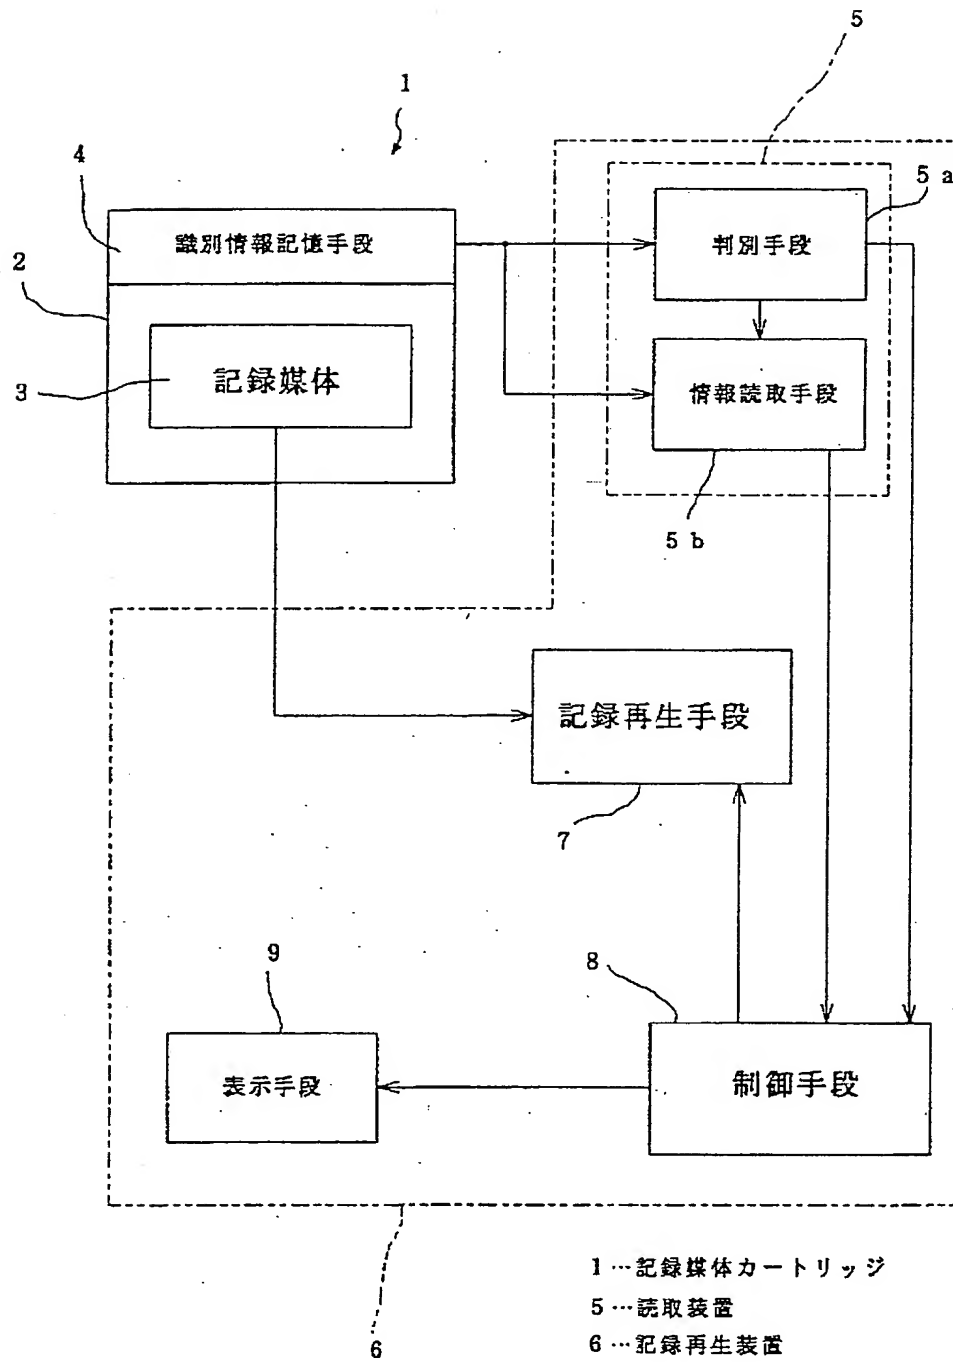 5
1
4
5 a
識別情報記憶手段
判別手段
2
3
記録媒体
情報読取手段
5 b
記録再生手段
7
9
8
表示手段
制御手段
1…記録媒体カートリッジ
5…読取装置
6
6…記録再生装置